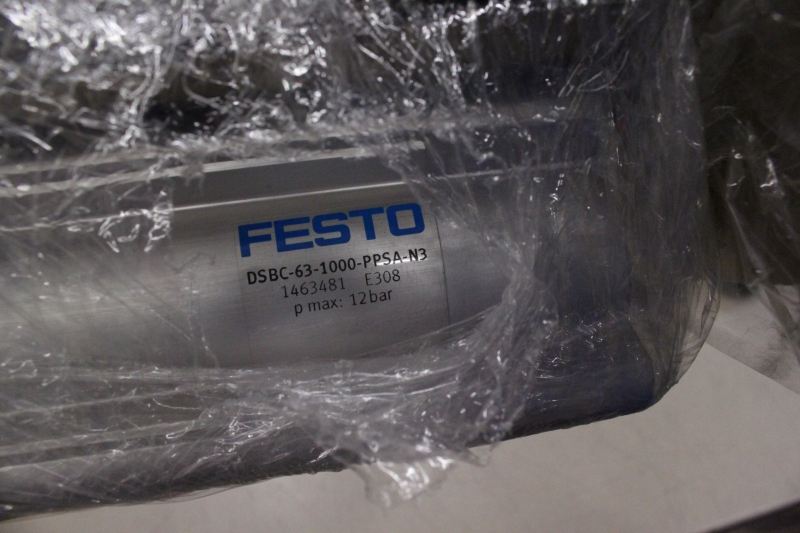 FESTO
DSBC-63-1000-PPSA-N3
1463481 E308
p max: 12bar